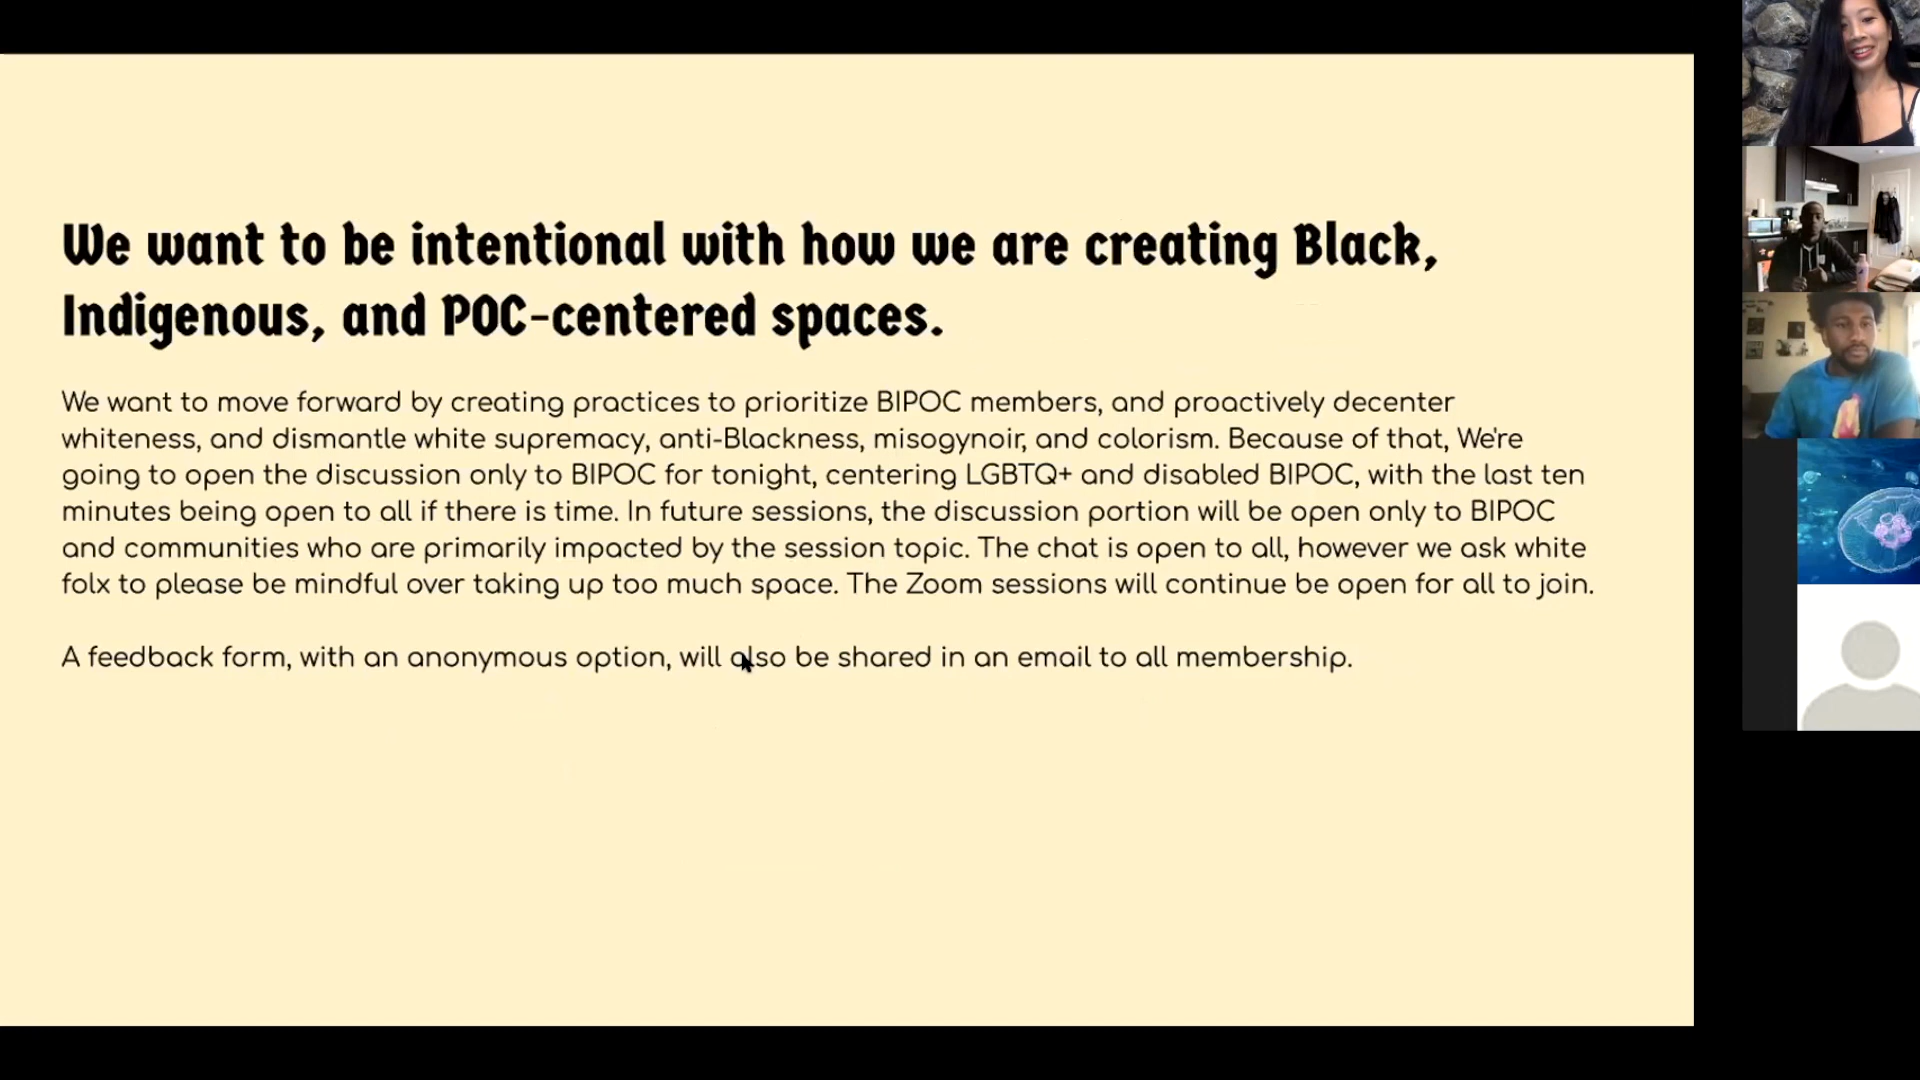 We want to be intentional with how we are creating Black,
Indigenous, and POC-centered spaces.
We want to move forward by creating practices to prioritize BIPOC members, and proactively decenter
whiteness, and dismantle white supremacy, anti-Blackness, misogynoir, and colorism. Because of that, We're
going to open the discussion only to BIPOC for tonight, centering LGBTQ+ and disabled BIPOC, with the last ten
minutes being open to all if there is time. In future sessions, the discussion portion will be open only to BIPOC
and communities who are primarily impacted by the session topic. The chat is open to all, however we ask white
folx to please be mindful over taking up too much space. The Zoom sessions will continue be open for all to join.
A feedback form, with an anonymous option, will also be shared in an email to all membership.